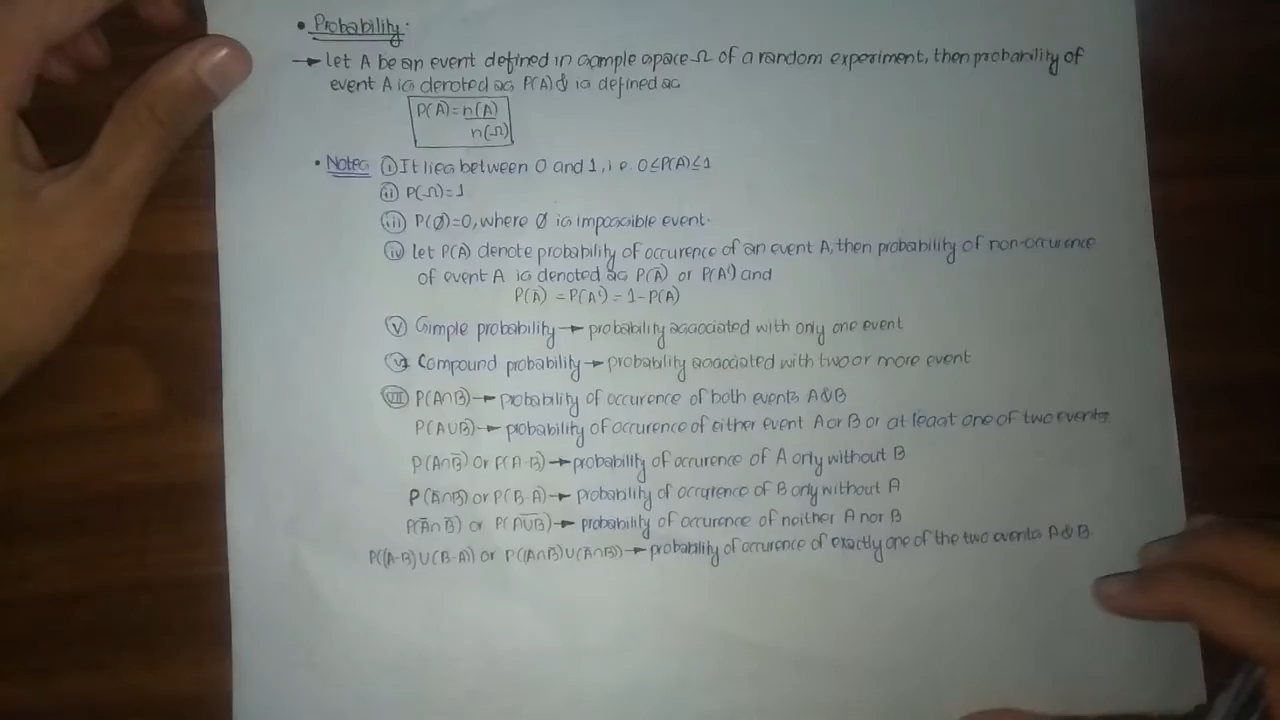 • Probability:
→ let A be an event defined in sample space Ω of a random experiment, then probability of
event A is denoted as P(A) & is defined as
P(A) = n(A)
n(Ω)
• Notes (i) It lies between 0 and 1, i.e. 0≤P(A)≤1
(ii) P(Ω)=1
(iii) P(Ø)=0, where Ø is impossible event.
(iv) let P(A) denote probability of occurence of an event A, then probability of non-occurence
of event A is denoted as P(A̅) or P(A') and
P(A̅) = P(A') = 1-P(A)
(v) Simple probability → probability associated with only one event
(vi) Compound probability → probability associated with two or more event
(vii) P(A∩B) → probability of occurence of both events A&B
P(A∪B) → probability of occurence of either event A or B or at least one of two events
P(A∩B̅) or P(A-B) → probability of occurence of A only without B
P(A̅∩B) or P(B-A) → probability of occurence of B only without A
P(A̅∩B̅) or P(A̅∪̅B̅) → probability of occurence of neither A nor B
P((A-B)∪(B-A)) or P((A∩B̅)∪(A̅∩B)) → probability of occurence of exactly one of the two events A & B